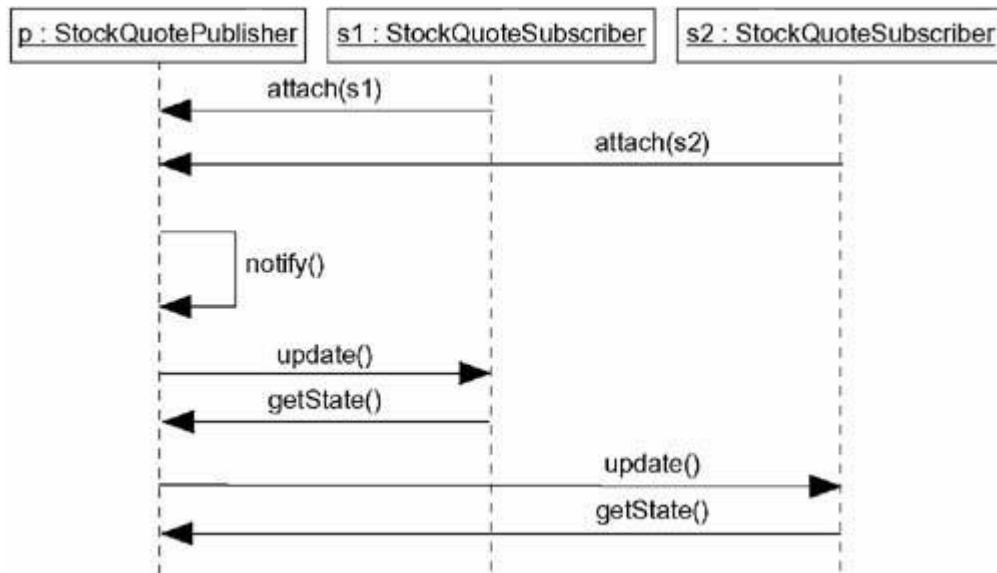 p : StockQuotePublisher
s1 : StockQuoteSubscriber
s2 : StockQuoteSubscriber
attach(s1)
attach(s2)
notify()
update()
getState()
update()
getState()